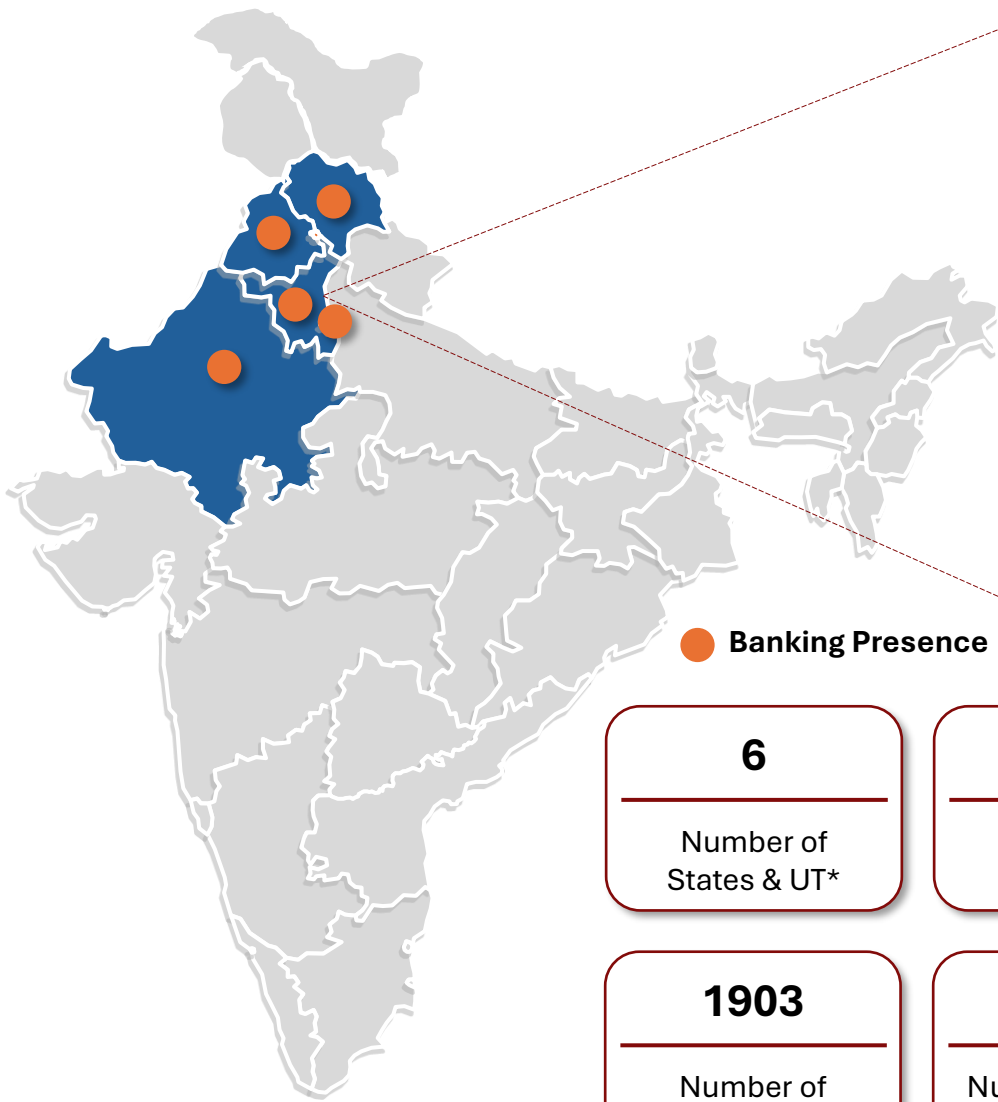 Banking Presence
6
Number of
States & UT*
1903
Number of